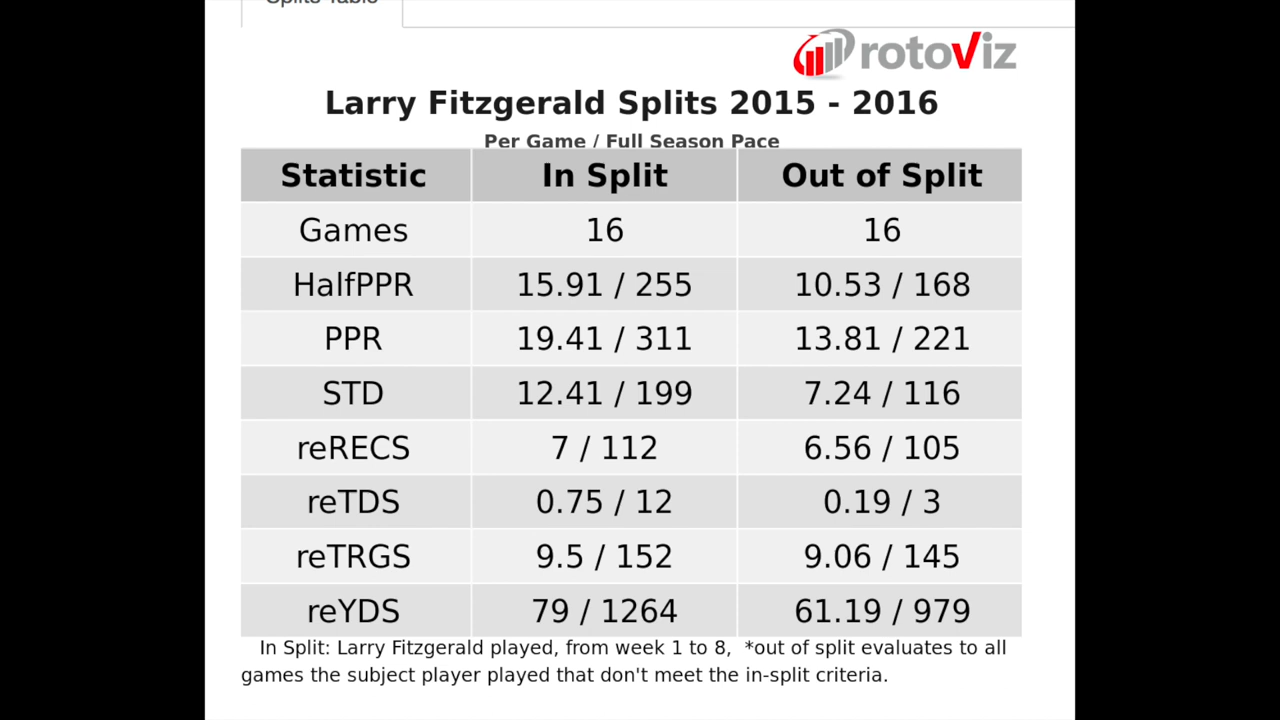 Splits Table
rotoViz
Larry Fitzgerald Splits 2015 - 2016
Per Game / Full Season Pace
Statistic In Split Out of Split
Games 16 16
HalfPPR 15.91 / 255 10.53 / 168
PPR 19.41 / 311 13.81 / 221
STD 12.41 / 199 7.24 / 116
reRECS 7 / 112 6.56 / 105
reTDS 0.75 / 12 0.19 / 3
reTRGS 9.5 / 152 9.06 / 145
reYDS 79 / 1264 61.19 / 979
In Split: Larry Fitzgerald played, from week 1 to 8, *out of split evaluates to all
games the subject player played that don't meet the in-split criteria.